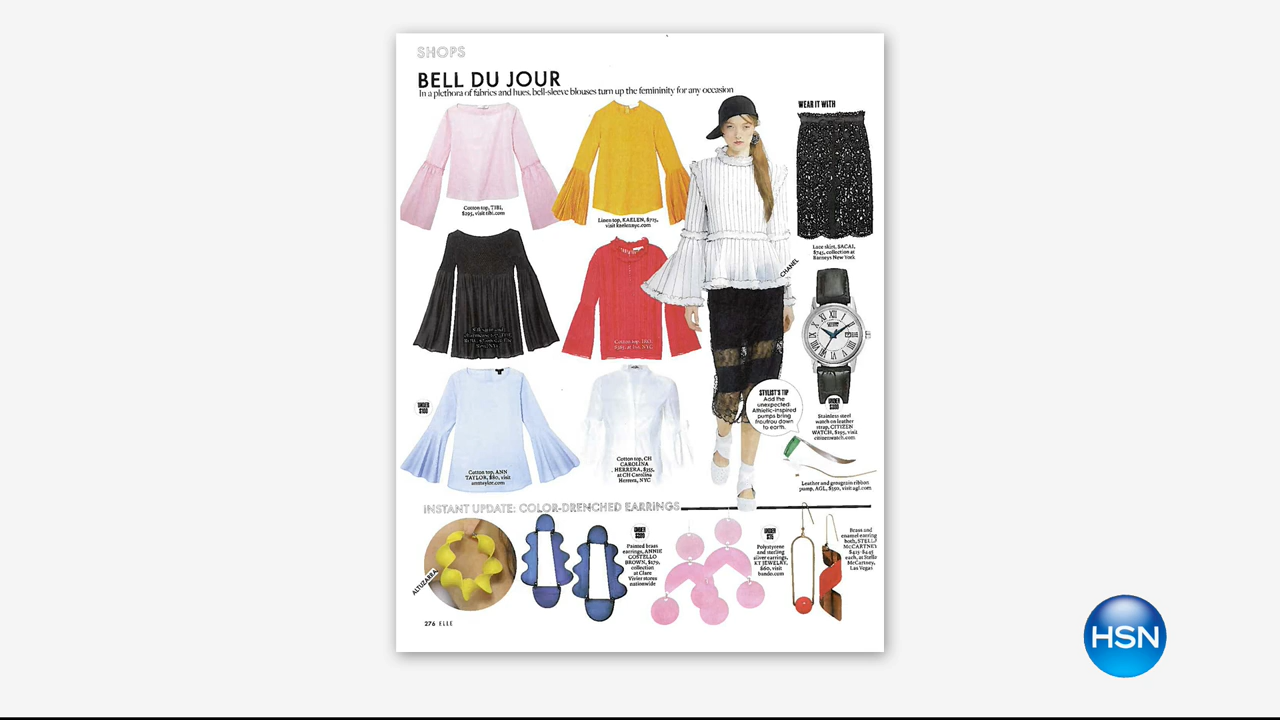 SHOPS
BELL DU JOUR
In a plethora of fabrics and hues, bell-sleeve blouses turn up the femininity for any occasion
WEAR IT WITH
Cotton top, TIBI,
$295, visit tibi.com
Linen top, KAELEN, $715,
visit kaelennyc.com
CHANEL
Lace skirt, SACAI,
$745, collection at
Barneys New York
UNDER
Cotton top, ANN
TAYLOR, $80, visit
anntaylor.com
Cotton top, CH
CAROLINA
HERRERA, $355,
at CH Carolina
Herrera, NYC
STYLIST'S TIP
Add the
unexpected:
Athletic-inspired
pumps bring
froufrou down
to earth.
UNDER
Stainless steel
watch on leather
strap, CITIZEN
WATCH, $195, visit
citizenwatch.com
Leather and grosgrain ribbon
pump, AGL, visit agl.com
INSTANT UPDATE: COLOR-DRENCHED EARRINGS
ALTUZARRA
UNDER
Painted brass
earrings, ANNIE
COSTELLO
BROWN, $179,
collection
at Clare
Vivier stores
nationwide
UNDER
$75
Polystyrene
and sterling
silver earrings,
KT JEWELRY,
$60, visit
bando.com
Brass and
enamel earring
both, STELLA
McCARTNEY
each, at Stella
McCartney,
Las Vegas
276 ELLE
HSN